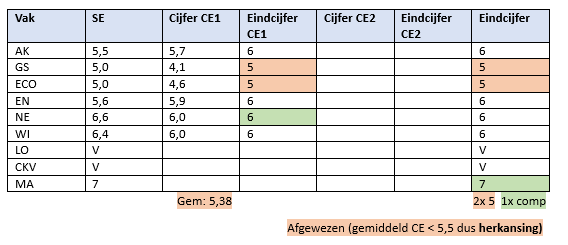 Vak SE Cijfer CE1 Eindcijfer CE1 Cijfer CE2 Eindcijfer CE2 Eindcijfer
AK 5,5 5,7 6 6
GS 5,0 4,1 5 5
ECO 5,0 4,6 5 5
EN 5,6 5,9 6 6
NE 6,6 6,0 6 6
WI 6,4 6,0 6 6
LO V V
CKV V V
MA 7 7
Gem: 5,38 2x 5 1x comp
Afgewezen (gemiddeld CE < 5,5 dus herkansing)